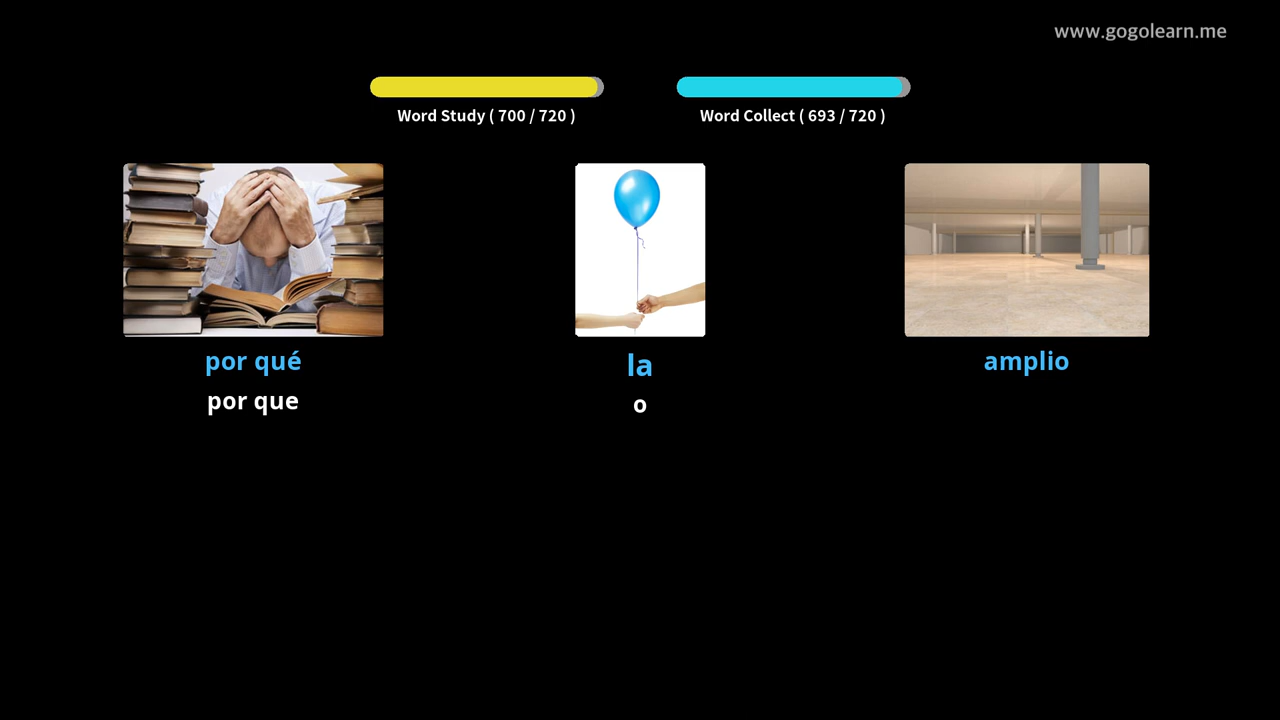 www.gogolearn.me
Word Study ( 700 / 720 )
Word Collect ( 693 / 720 )
por qué
por que
la
o
amplio